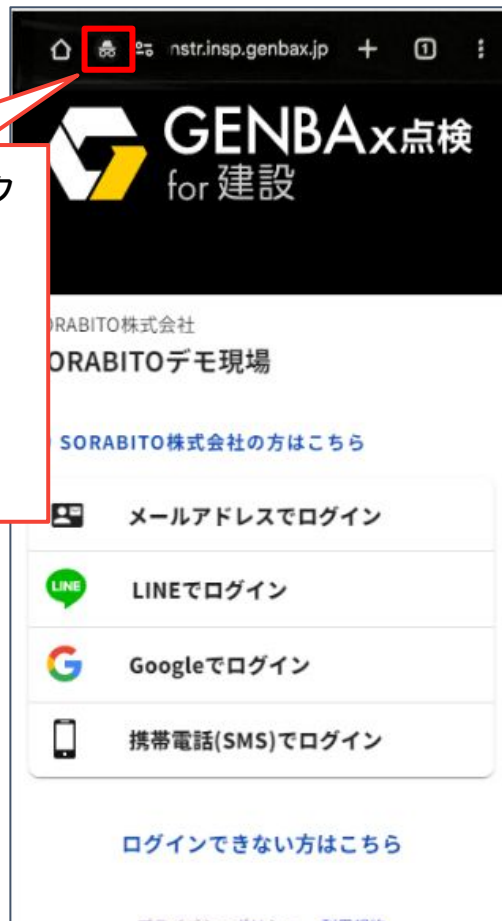 nstr.insp.genbax.jp
1
GENBAx点検
for 建設
ク
ORABITO株式会社
ORABITOデモ現場
SORABITO株式会社の方はこちら
メールアドレスでログイン
LINE
LINEでログイン
Googleでログイン
携帯電話(SMS)でログイン
ログインできない方はこちら